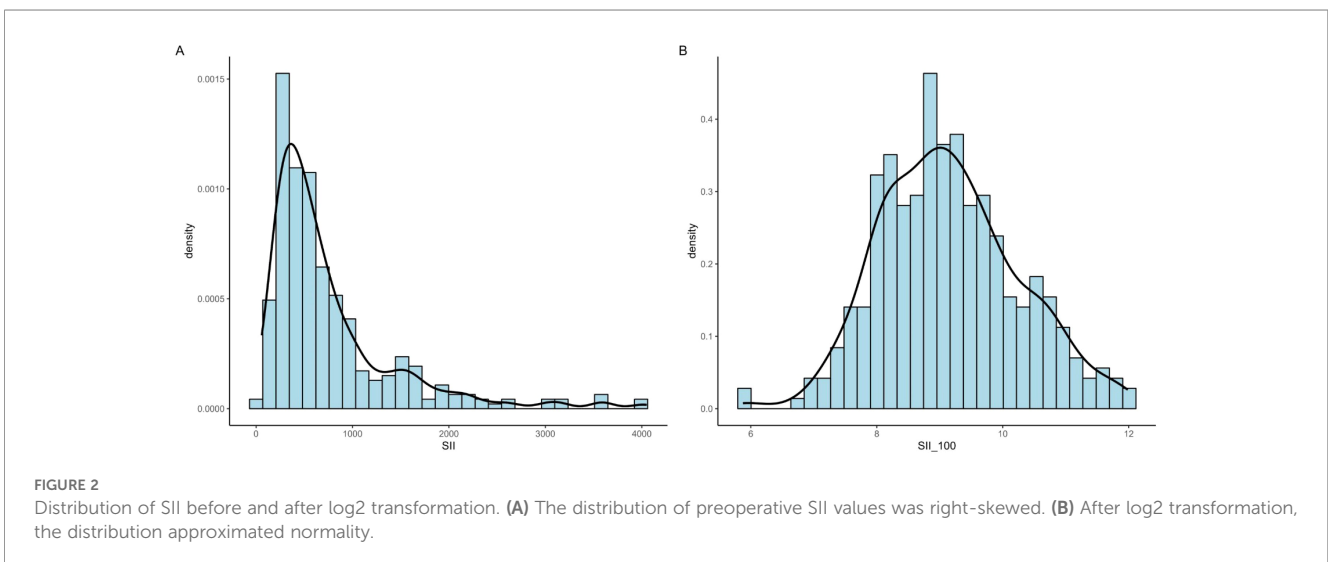 A
0.0015
0.0010
0.0005
0.0000
density
0
1000
2000
3000
4000
SII
B
0.4
0.3
0.2
0.1
0.0
density
6
8
10
12
SII_100
FIGURE 2
Distribution of SII before and after log2 transformation. (A) The distribution of preoperative SII values was right-skewed. (B) After log2 transformation,
the distribution approximated normality.